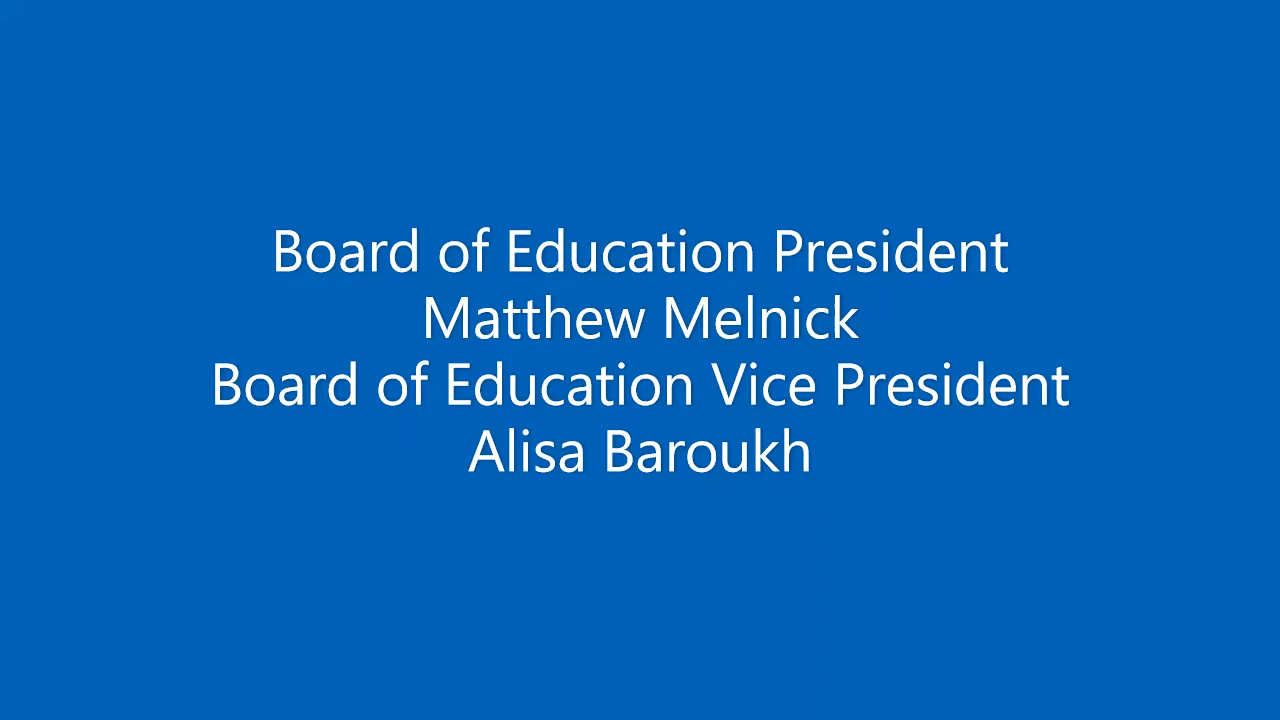 Board of Education President
Matthew Melnick
Board of Education Vice President
Alisa Baroukh